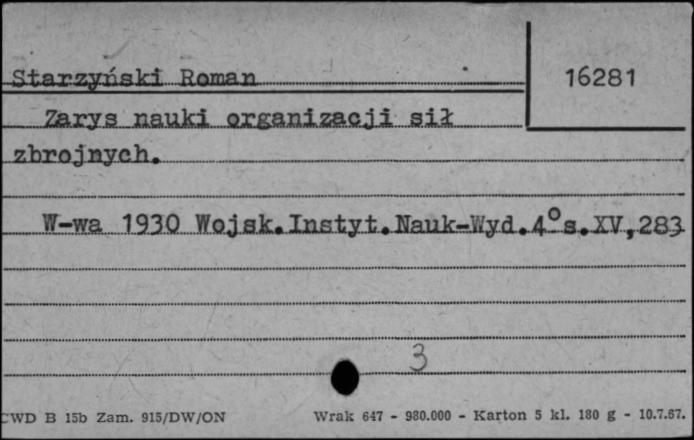 Starzyński Roman
16281
Zarys nauki organizacji sił
zbrojnych.
W-wa 1930 Wojsk.Instyt.Nauk-Wyd.4°s.XV,283
3
CWD B 15b Zam. 915/DW/ON
Wrak 647 - 980.000 - Karton 5 kl. 180 g - 10.7.67.